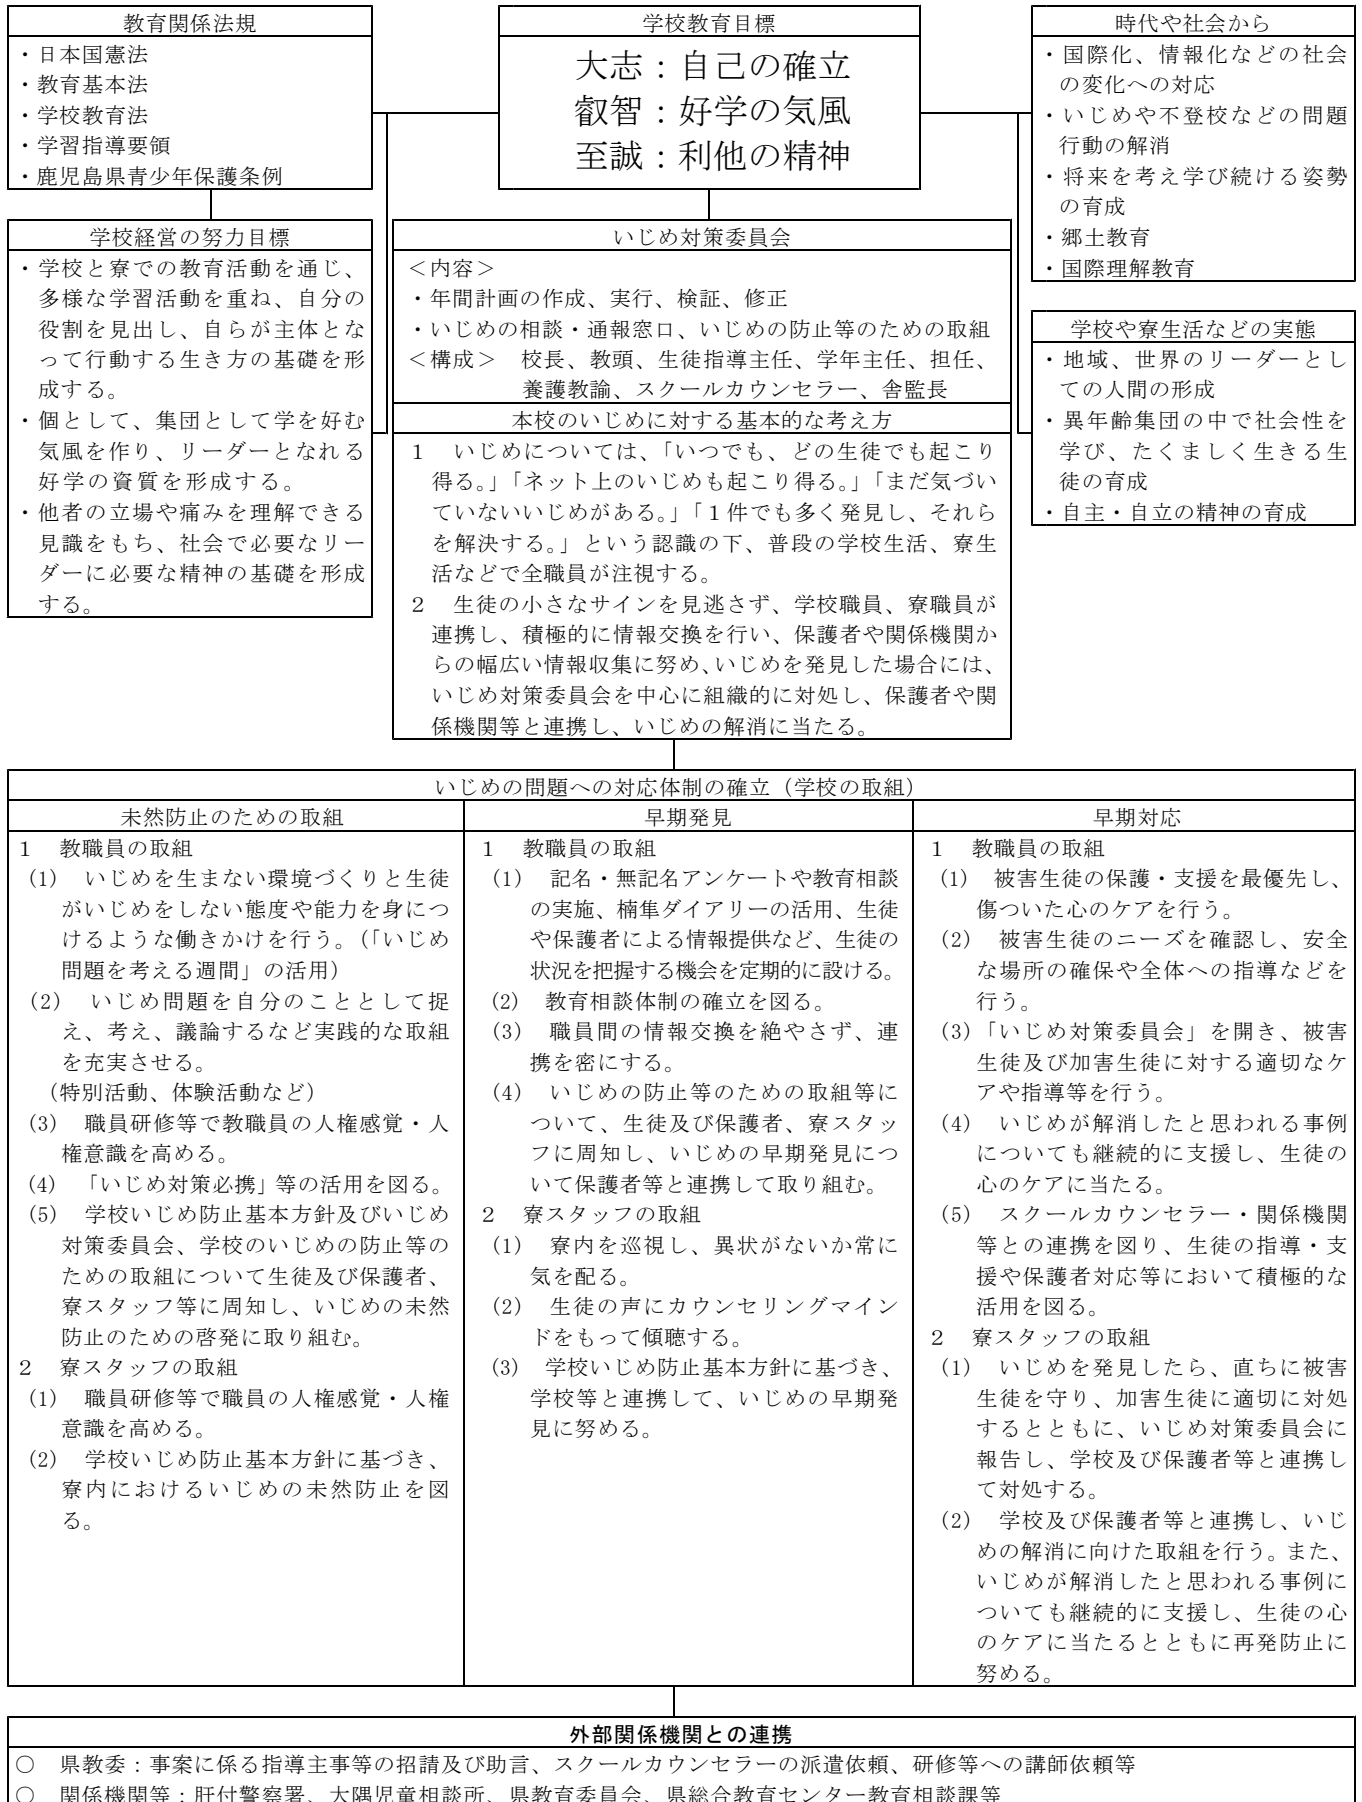 教育関係法規
・日本国憲法
・教育基本法
・学校教育法
・学習指導要領
・鹿児島県青少年保護条例
学校教育目標
大志：自己の確立
叡智：好学の気風
至誠：利他の精神
時代や社会から
・国際化、情報化などの社会
の変化への対応
・いじめや不登校などの問題
行動の解消
・将来を考え学び続ける姿勢
の育成
・郷土教育
・国際理解教育
学校経営の努力目標
・学校と寮での教育活動を通じ、
多様な学習活動を重ね、自分の
役割を見出し、自らが主体とな
って行動する生き方の基礎を形
成する。
・個として、集団として学を好む
気風を作り、リーダーとなれる
好学の資質を形成する。
・他者の立場や痛みを理解できる
見識をもち、社会で必要なリー
ダーに必要な精神の基礎を形成
する。
いじめ対策委員会
＜内容＞
・年間計画の作成、実行、検証、修正
・いじめの相談・通報窓口、いじめの防止等のための取組
＜構成＞　校長、教頭、生徒指導主任、学年主任、担任、
養護教諭、スクールカウンセラー、舎監長
本校のいじめに対する基本的な考え方
１　いじめについては、「いつでも、どの生徒でも起こり
得る。」「ネット上のいじめも起こり得る。」「まだ気づい
ていないいじめがある。」「１件でも多く発見し、それら
を解決する。」という認識の下、普段の学校生活、寮生
活などで全職員が注視する。
２　生徒の小さなサインを見逃さず、学校職員、寮職員が
連携し、積極的に情報交換を行い、保護者や関係機関か
らの幅広い情報収集に努め、いじめを発見した場合には、
いじめ対策委員会を中心に組織的に対処し、保護者や関
係機関等と連携し、いじめの解消に当たる。
学校や寮生活などの実態
・地域、世界のリーダーとし
ての人間の形成
・異年齢集団の中で社会性を
学び、たくましく生きる生
徒の育成
・自主・自立の精神の育成
いじめの問題への対応体制の確立（学校の取組）
未然防止のための取組
１　教職員の取組
(1)　いじめを生まない環境づくりと生徒
がいじめをしない態度や能力を身につ
けるような働きかけを行う。（「いじめ
問題を考える週間」の活用）
(2)　いじめ問題を自分のこととして捉
え、考え、議論するなど実践的な取組
を充実させる。
（特別活動、体験活動など）
(3)　職員研修等で教職員の人権感覚・人
権意識を高める。
(4)　「いじめ対策必携」等の活用を図る。
(5)　学校いじめ防止基本方針及びいじめ
対策委員会、学校のいじめの防止等の
ための取組について生徒及び保護者、
寮スタッフ等に周知し、いじめの未然
防止のための啓発に取り組む。
２　寮スタッフの取組
(1)　職員研修等で職員の人権感覚・人権
意識を高める。
(2)　学校いじめ防止基本方針に基づき、
寮内におけるいじめの未然防止を図
る。
早期発見
１　教職員の取組
(1)　記名・無記名アンケートや教育相談
の実施、楠隼ダイアリーの活用、生徒
や保護者による情報提供など、生徒の
状況を把握する機会を定期的に設ける。
(2)　教育相談体制の確立を図る。
(3)　職員間の情報交換を絶やさず、連
携を密にする。
(4)　いじめの防止等のための取組等に
ついて、生徒及び保護者、寮スタッ
フに周知し、いじめの早期発見につ
いて保護者等と連携して取り組む。
２　寮スタッフの取組
(1)　寮内を巡視し、異状がないか常に
気を配る。
(2)　生徒の声にカウンセリングマイン
ドをもって傾聴する。
(3)　学校いじめ防止基本方針に基づき、
学校等と連携して、いじめの早期発
見に努める。
早期対応
１　教職員の取組
(1)　被害生徒の保護・支援を最優先し、
傷ついた心のケアを行う。
(2)　被害生徒のニーズを確認し、安全
な場所の確保や全体への指導などを
行う。
(3)「いじめ対策委員会」を開き、被害
生徒及び加害生徒に対する適切なケ
アや指導等を行う。
(4)　いじめが解消したと思われる事例
についても継続的に支援し、生徒の
心のケアに当たる。
(5)　スクールカウンセラー・関係機関
等との連携を図り、生徒の指導・支
援や保護者対応等において積極的な
活用を図る。
２　寮スタッフの取組
(1)　いじめを発見したら、直ちに被害
生徒を守り、加害生徒に適切に対処
するとともに、いじめ対策委員会に
報告し、学校及び保護者等と連携し
て対処する。
(2)　学校及び保護者等と連携し、いじ
めの解消に向けた取組を行う。また、
いじめが解消したと思われる事例に
ついても継続的に支援し、生徒の心
のケアに当たるとともに再発防止に
努める。
外部関係機関との連携
○　県教委：事案に係る指導主事等の招請及び助言、スクールカウンセラーの派遣依頼、研修等への講師依頼等
○　関係機関等：肝付警察署、大隅児童相談所、県教育委員会、県総合教育センター教育相談課等